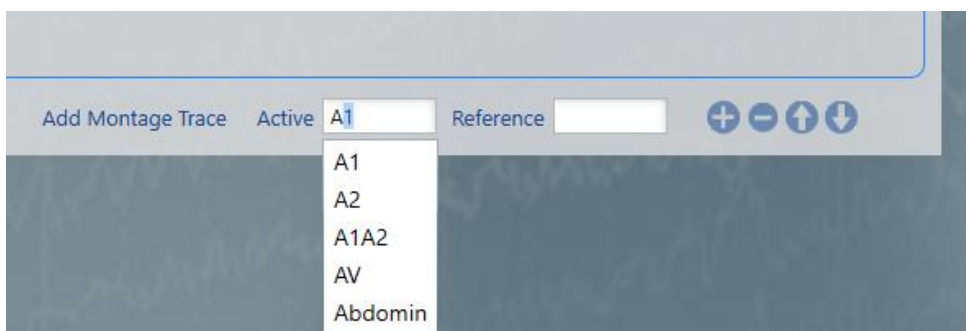 Add Montage Trace Active A1 Reference
A1
A2
A1A2
AV
Abdomin